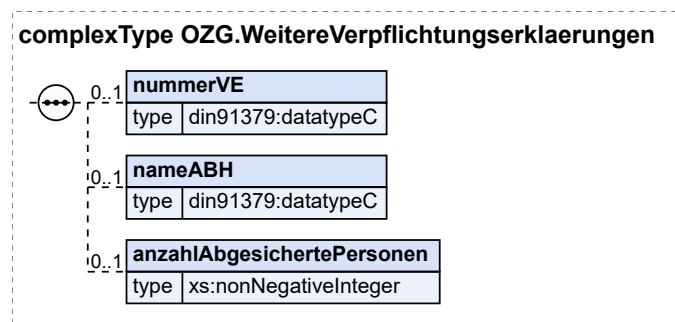 complexType OZG.WeitereVerpflichtungserklaerungen
0..1 nummerVE
type din91379:datatypeC
0..1 nameABH
type din91379:datatypeC
0..1 anzahlAbgesichertePersonen
type xs:nonNegativeInteger